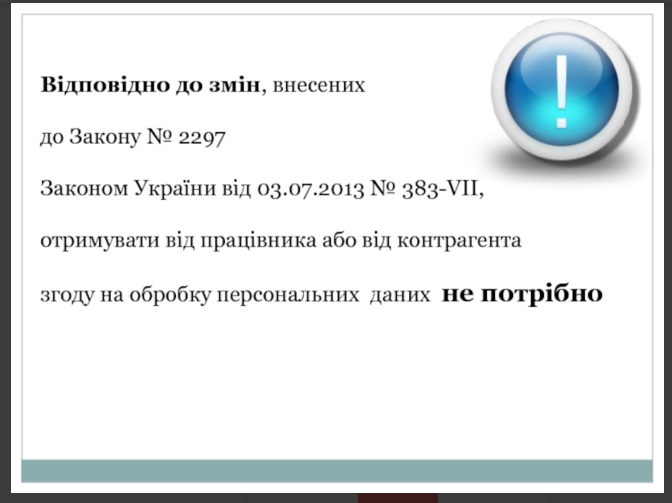 Відповідно до змін, внесених
до Закону № 2297
Законом України від 03.07.2013 № 383-VII,
отримувати від працівника або від контрагента
згоду на обробку персональних даних не потрібно